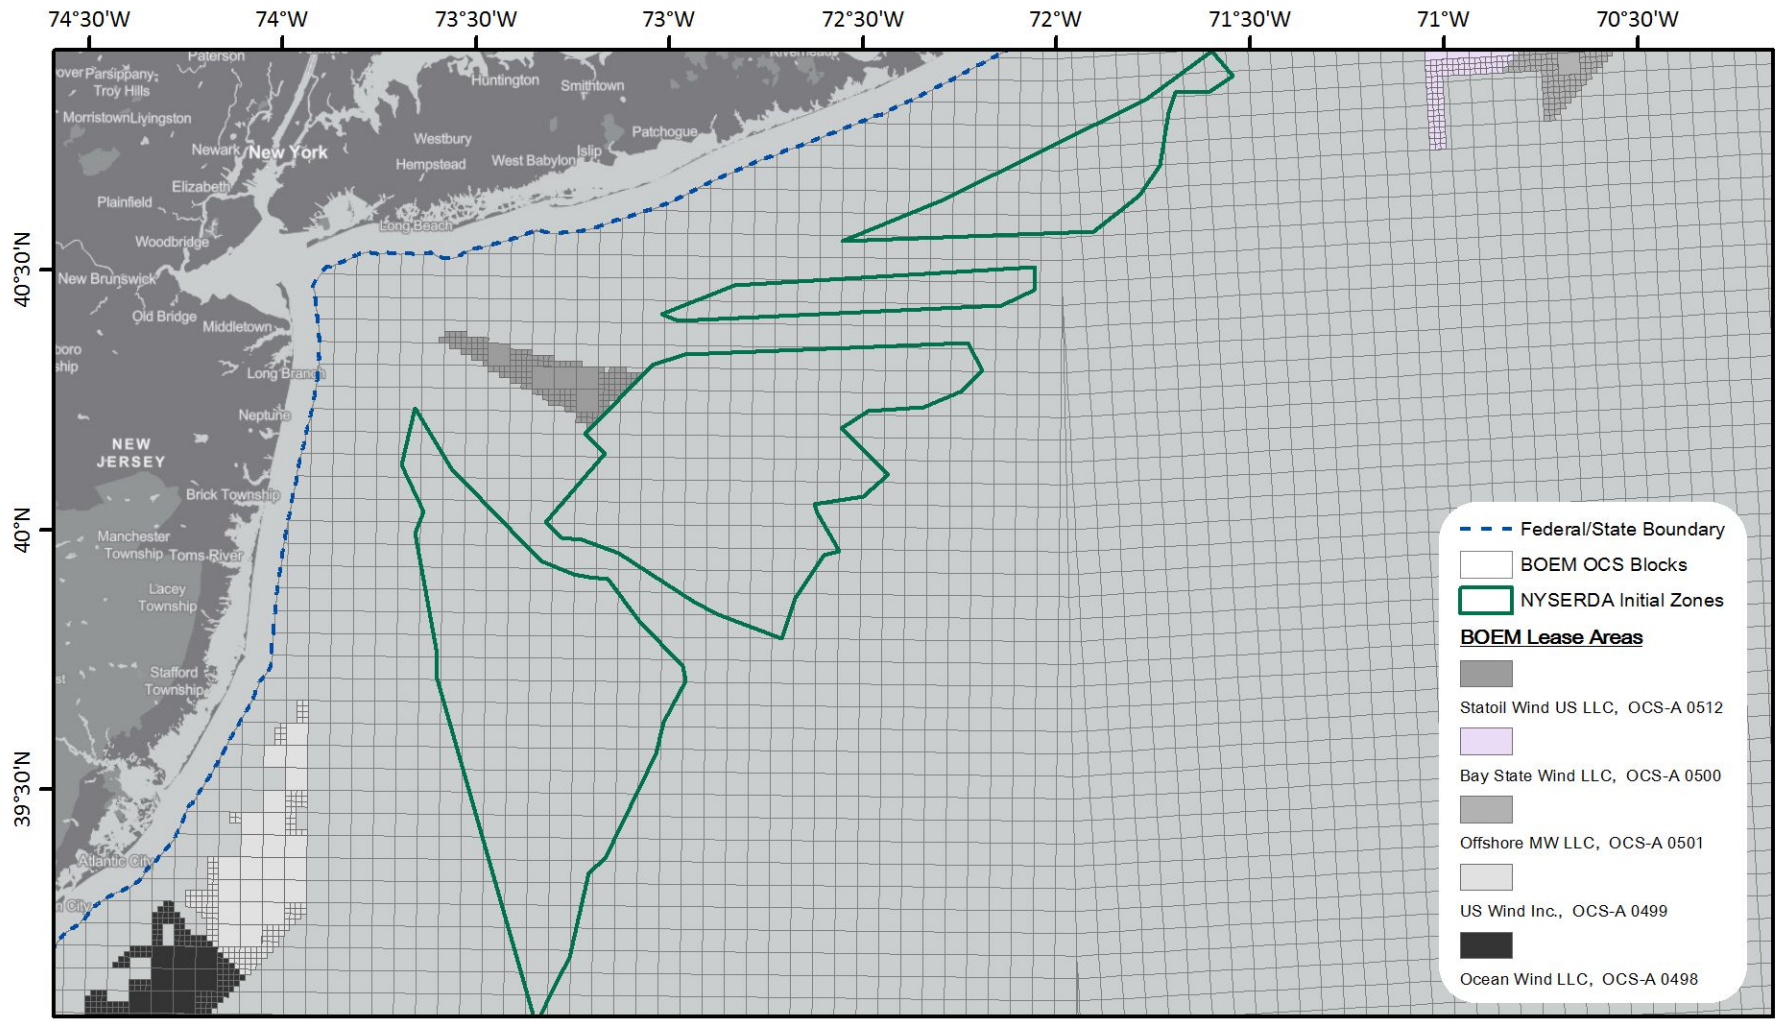 74°30'W 74°W 73°30'W 73°W 72°30'W 72°W 71°30'W 71°W 70°30'W
40°30'N
40°N
39°30'N
Paterson
Parsippany-
Troy Hills
Morristown
Livingston
Newark
New York
Elizabeth
Plainfield
Woodbridge
New Brunswick
Old Bridge
Middletown
Long Branch
Neptune
NEW
JERSEY
Brick Township
Manchester
Township
Toms River
Lacey
Township
Stafford
Township
Atlantic City
City
Huntington
Smithtown
Westbury
Hempstead
West Babylon
Islip
Patchogue
Long Beach
Federal/State Boundary
BOEM OCS Blocks
NYSERDA Initial Zones
BOEM Lease Areas
Statoil Wind US LLC, OCS-A 0512
Bay State Wind LLC, OCS-A 0500
Offshore MW LLC, OCS-A 0501
US Wind Inc., OCS-A 0499
Ocean Wind LLC, OCS-A 0498